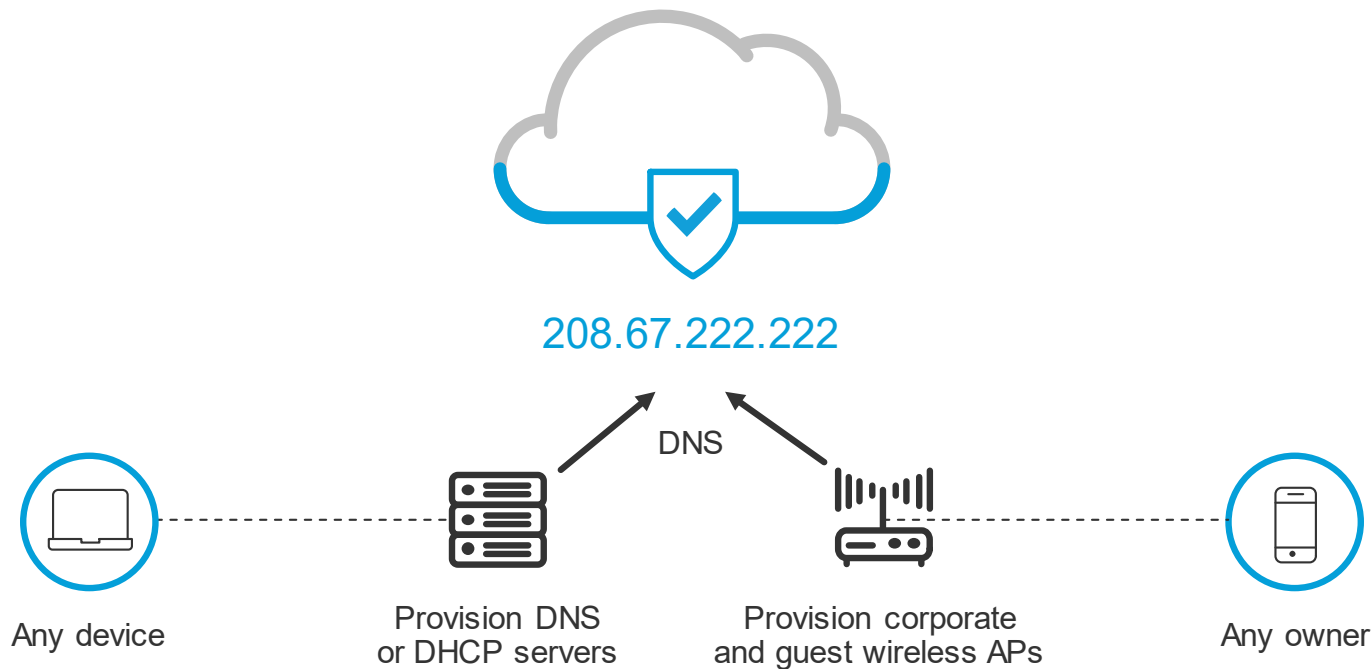 208.67.222.222
DNS
Any device
Provision DNS
or DHCP servers
Provision corporate
and guest wireless APs
Any owner